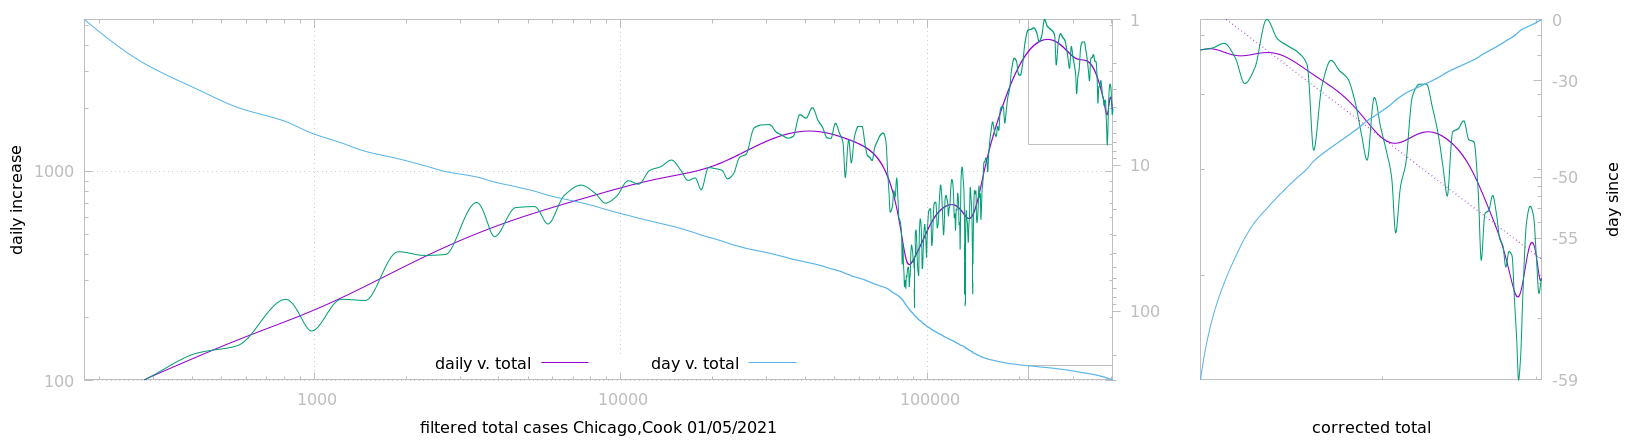 daily increase
1000
100
daily v. total
day v. total
1000
10000
100000
filtered total cases Chicago,Cook 01/05/2021
1
10
100
0
-30
-50
-55
-59
day since
corrected total